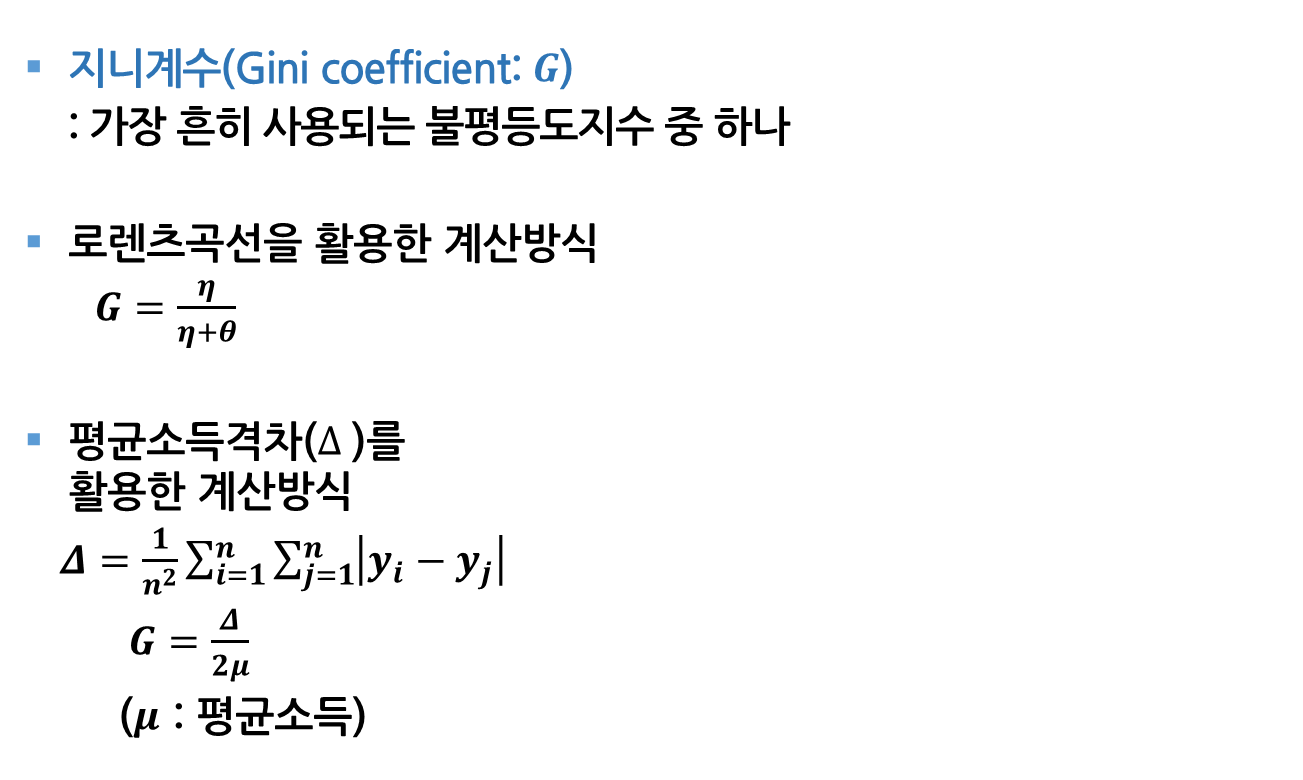 ▪ 지니계수(Gini coefficient: G)
: 가장 흔히 사용되는 불평등도지수 중 하나
▪ 로렌츠곡선을 활용한 계산방식
G = η/(η+θ)
▪ 평균소득격차(Δ )를
활용한 계산방식
Δ = 1/n² ∑ⁿᵢ₌₁ ∑ⁿⱼ₌₁ |yᵢ − yⱼ|
G = Δ/2μ
(μ : 평균소득)